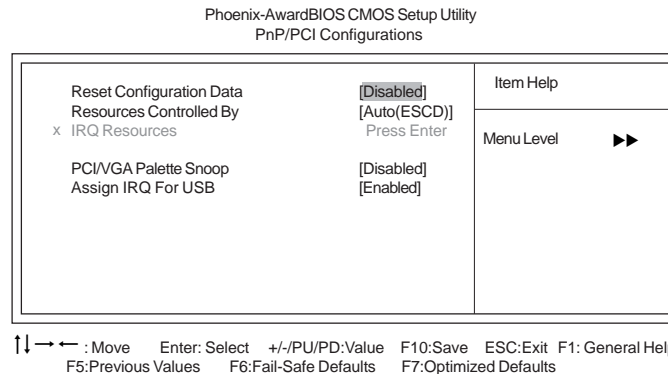 Phoenix-AwardBIOS CMOS Setup Utility
PnP/PCI Configurations
Reset Configuration Data [Disabled]
Resources Controlled By [Auto(ESCD)]
x IRQ Resources Press Enter
PCI/VGA Palette Snoop [Disabled]
Assign IRQ For USB [Enabled]
Item Help
Menu Level ▶▶
↑↓→← : Move Enter: Select +/-/PU/PD:Value F10:Save ESC:Exit F1: General Help
F5:Previous Values F6:Fail-Safe Defaults F7:Optimized Defaults